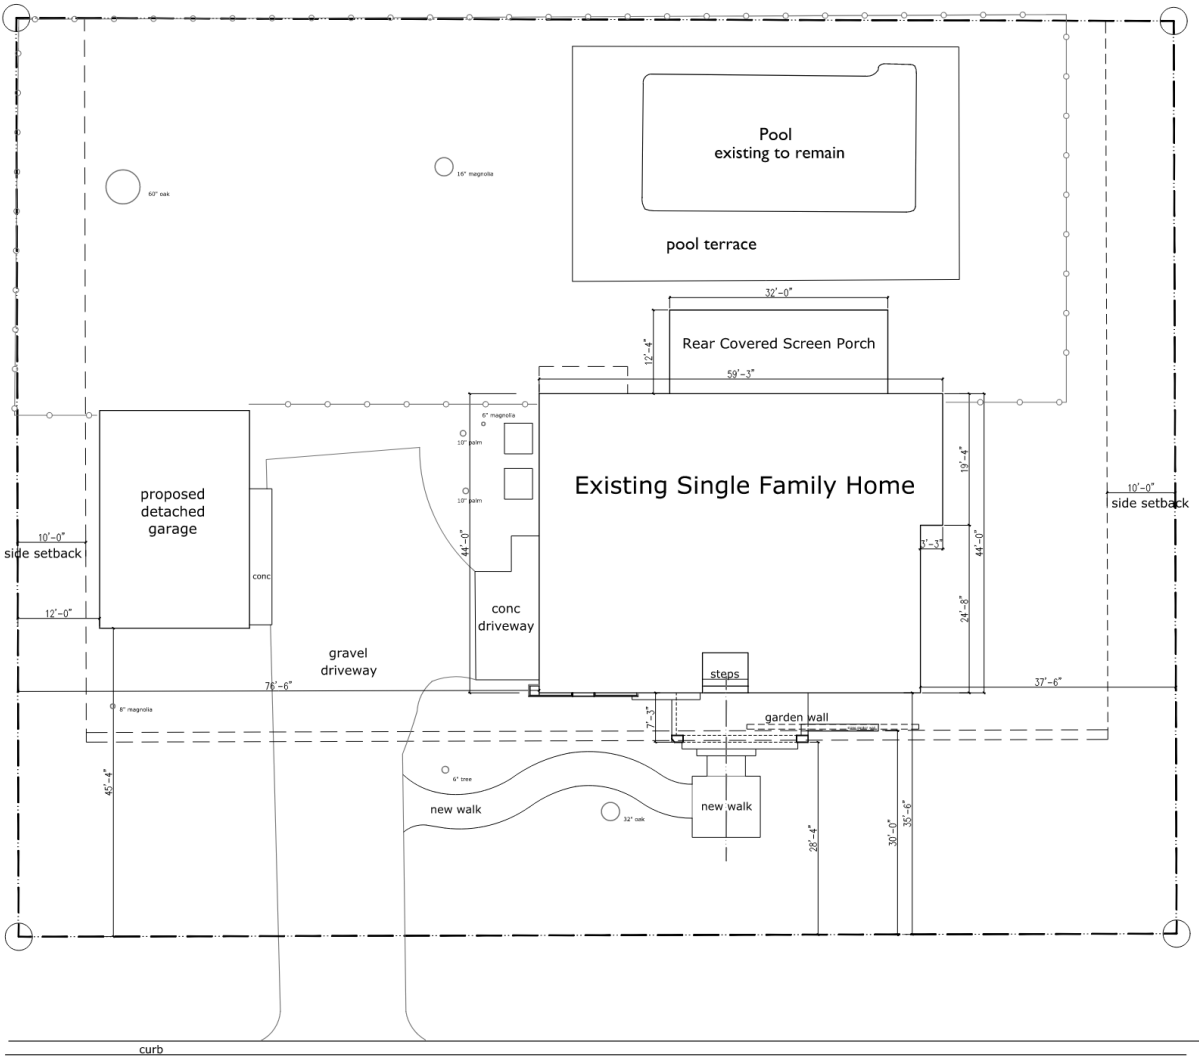 Pool
existing to remain
16" magnolia
60" oak
pool terrace
32'-0"
Rear Covered Screen Porch
12'-4"
59'-3"
6" magnolia
10" palm
19'-4"
Existing Single Family Home
proposed
detached
garage
10'-0"
side setback
10" palm
10'-0"
side setback
44'-0"
3'-3"
44'-0"
conc
12'-0"
conc
driveway
24'-8"
gravel
driveway
steps
76'-6"
37'-6"
8" magnolia
7'-3"
garden wall
45'-4"
6" tree
new walk
new walk
32" oak
28'-4"
30'-0"
35'-6"
curb